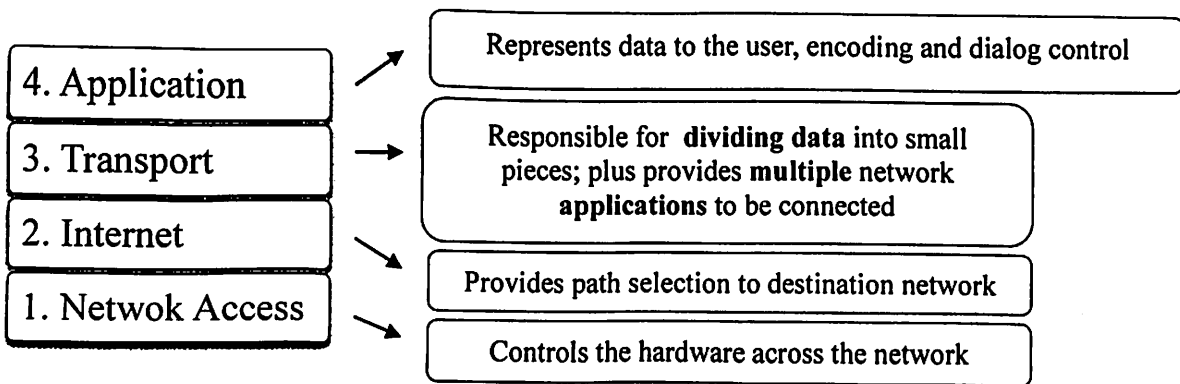 4. Application
Represents data to the user, encoding and dialog control
3. Transport
Responsible for dividing data into small
pieces; plus provides multiple network
applications to be connected
2. Internet
Provides path selection to destination network
1. Netwok Access
Controls the hardware across the network